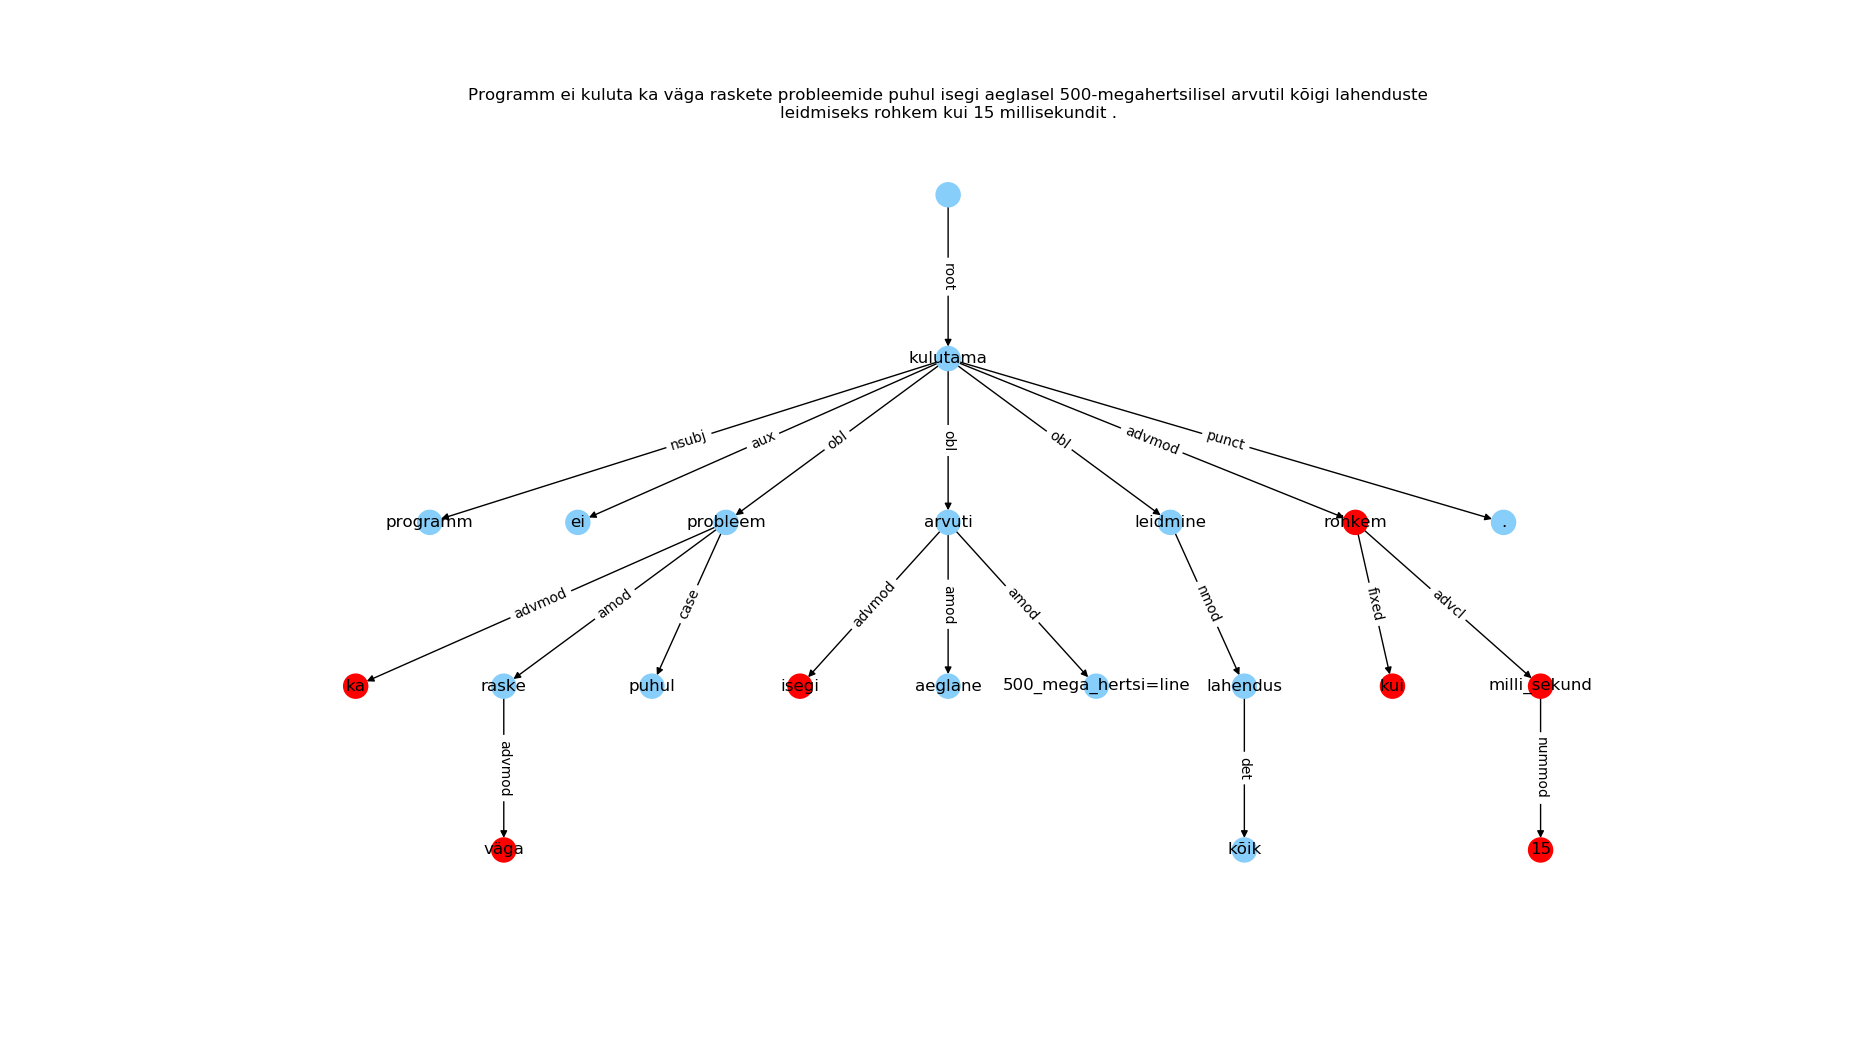 Programm ei kuluta ka väga raskete probleemide puhul isegi aeglasel 500-megahertsilisel arvutil kõigi lahenduste
leidmiseks rohkem kui 15 millisekundit .
root
kulutama
nsubj aux obl obl obl advmod punct
programm ei probleem arvuti leidmine rohkem .
advmod amod case advmod amod amod nmod fixed advcl
ka raske puhul isegi aeglane 500_mega_hertsi=line lahendus kui milli_sekund
advmod det nummod
väga kõik 15